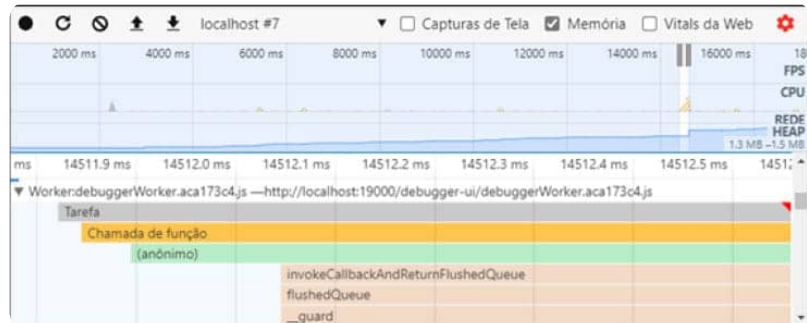 localhost #7 Capturas de Tela Memória Vitals da Web
2000 ms 4000 ms 6000 ms 8000 ms 10000 ms 12000 ms 14000 ms 16000 ms 18
FPS
CPU
REDE
HEAP
1.3 MB –1.5 MB
ms 14511.9 ms 14512.0 ms 14512.1 ms 14512.2 ms 14512.3 ms 14512.4 ms 14512.5 ms 14512
Worker:debuggerWorker.aca173c4.js —http://localhost:19000/debugger-ui/debuggerWorker.aca173c4.js
Tarefa
Chamada de função
(anônimo)
invokeCallbackAndReturnFlushedQueue
flushedQueue
__guard